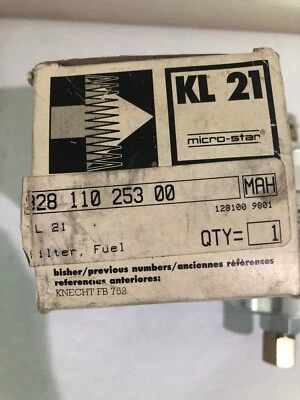 KL 21
micro-star®
928 110 253 00
MAH
128100 9801
L 21
Filter, Fuel
QTY= 1
bisher/previous numbers/anciennes références
referencias anteriores:
KNECHT FB 752